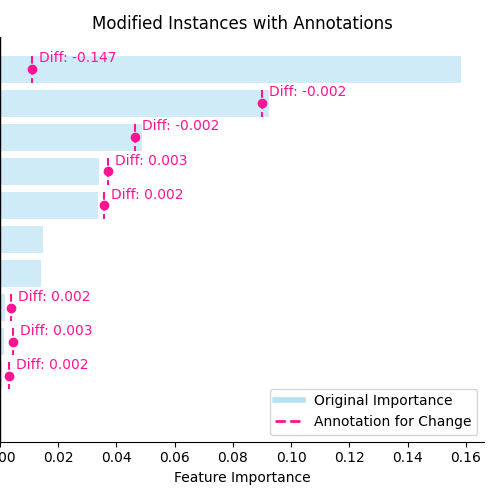 Modified Instances with Annotations
Diff: -0.147
Diff: -0.002
Diff: -0.002
Diff: 0.003
Diff: 0.002
Diff: 0.002
Diff: 0.003
Diff: 0.002
Original Importance
Annotation for Change
00 0.02 0.04 0.06 0.08 0.10 0.12 0.14 0.16
Feature Importance